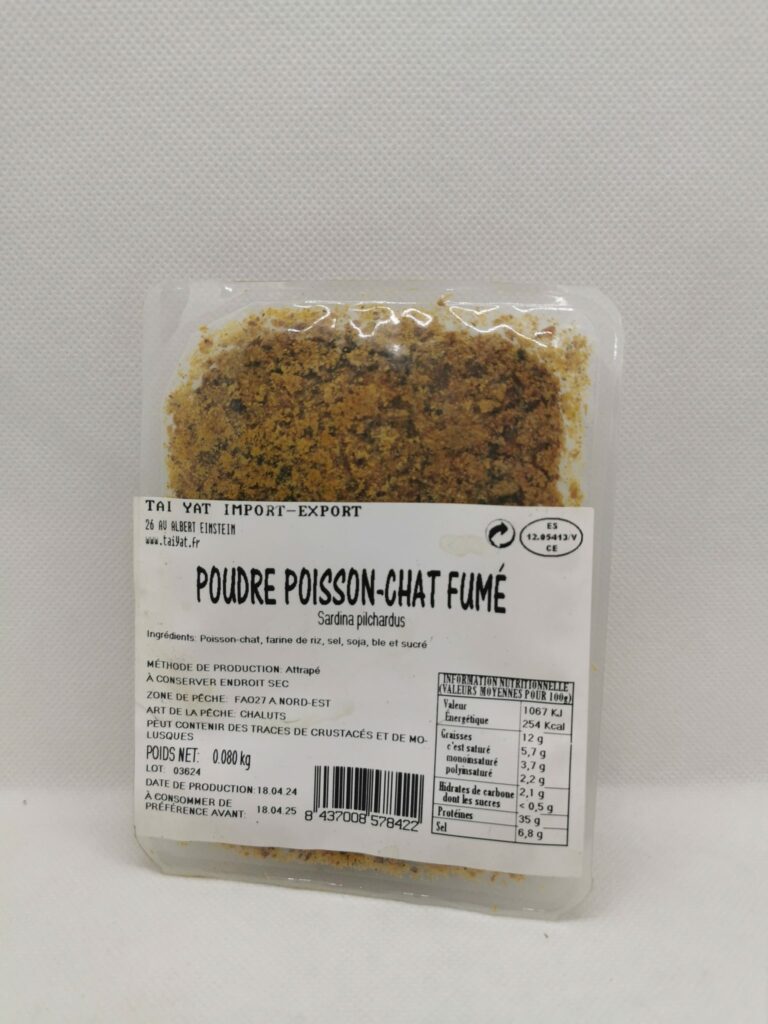 TAI YAT IMPORT-EXPORT
26 AU ALBERT EINSTEIN
www.taiyat.fr
ES
12.05413/V
CE
POUDRE POISSON-CHAT FUMÉ
Sardina pilchardus
Ingrédients: Poisson-chat, farine de riz, sel, soja, ble et sucré
MÉTHODE DE PRODUCTION: Attrapé
À CONSERVER ENDROIT SEC
ZONE DE PÊCHE: FAO27 A NORD-EST
ART DE LA PÊCHE: CHALUTS
PEUT CONTENIR DES TRACES DE CRUSTACÉS ET DE MO-
LUSQUES
POIDS NET: 0.080 kg
LOT: 03624
DATE DE PRODUCTION: 18.04.24
À CONSOMMER DE
PRÉFÉRENCE AVANT: 18.04.25
8 437008 578422
INFORMATION NUTRITIONNELLE
(VALEURS MOYENNES POUR 100g)
Valeur 1067 KJ
Énergétique 254 Kcal
Graisses 12 g
c'est saturé 5,7 g
monoinsaturé 3,7 g
polyinsaturé 2,2 g
Hidrates de carbone 2,1 g
dont les sucres < 0,5 g
Protéines 35 g
Sel 6,8 g